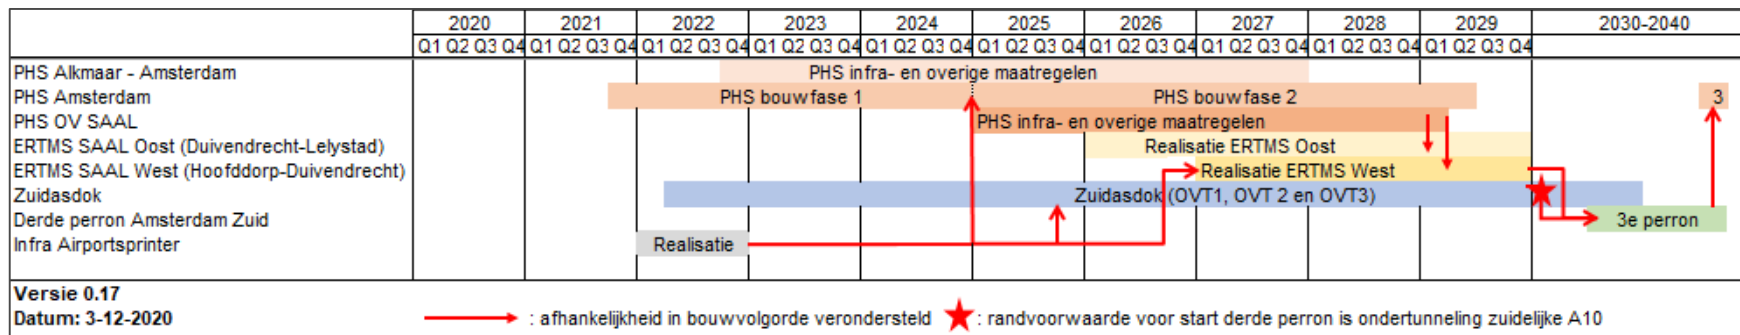 2020 2021 2022 2023 2024 2025 2026 2027 2028 2029 2030-2040
Q1 Q2 Q3 Q4 Q1 Q2 Q3 Q4 Q1 Q2 Q3 Q4 Q1 Q2 Q3 Q4 Q1 Q2 Q3 Q4 Q1 Q2 Q3 Q4 Q1 Q2 Q3 Q4 Q1 Q2 Q3 Q4 Q1 Q2 Q3 Q4 Q1 Q2 Q3 Q4
PHS Alkmaar - Amsterdam PHS infra- en overige maatregelen
PHS Amsterdam PHS bouwfase 1 PHS bouwfase 2 3
PHS OV SAAL PHS infra- en overige maatregelen
ERTMS SAAL Oost (Duivendrecht-Lelystad) Realisatie ERTMS Oost
ERTMS SAAL West (Hoofddorp-Duivendrecht) Realisatie ERTMS West
Zuidasdok Zuidasdok (OVT1, OVT 2 en OVT3)
Derde perron Amsterdam Zuid 3e perron
Infra Airportsprinter Realisatie
Versie 0.17
Datum: 3-12-2020 : afhankelijkheid in bouwvolgorde verondersteld : randvoorwaarde voor start derde perron is ondertunneling zuidelijke A10